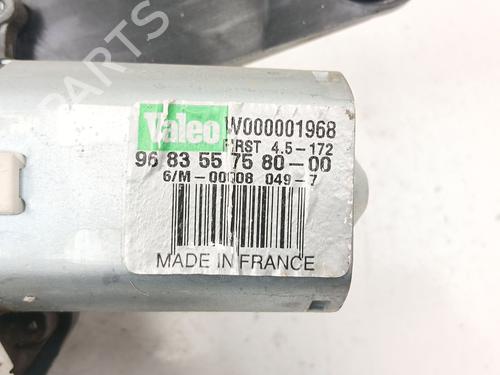 Valeo W000001968
FIRST 4.5-172
96 83 55 75 80-00
6/M-00008 049-7
MADE IN FRANCE
PARTS